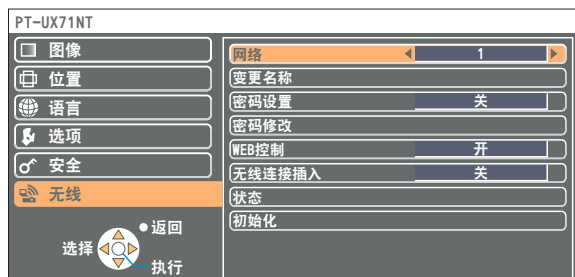 PT-UX71NT
图像
位置
语言
选项
安全
无线
返回
选择
执行
网络 1
变更名称
密码设置 关
密码修改
WEB控制 开
无线连接插入 关
状态
初始化